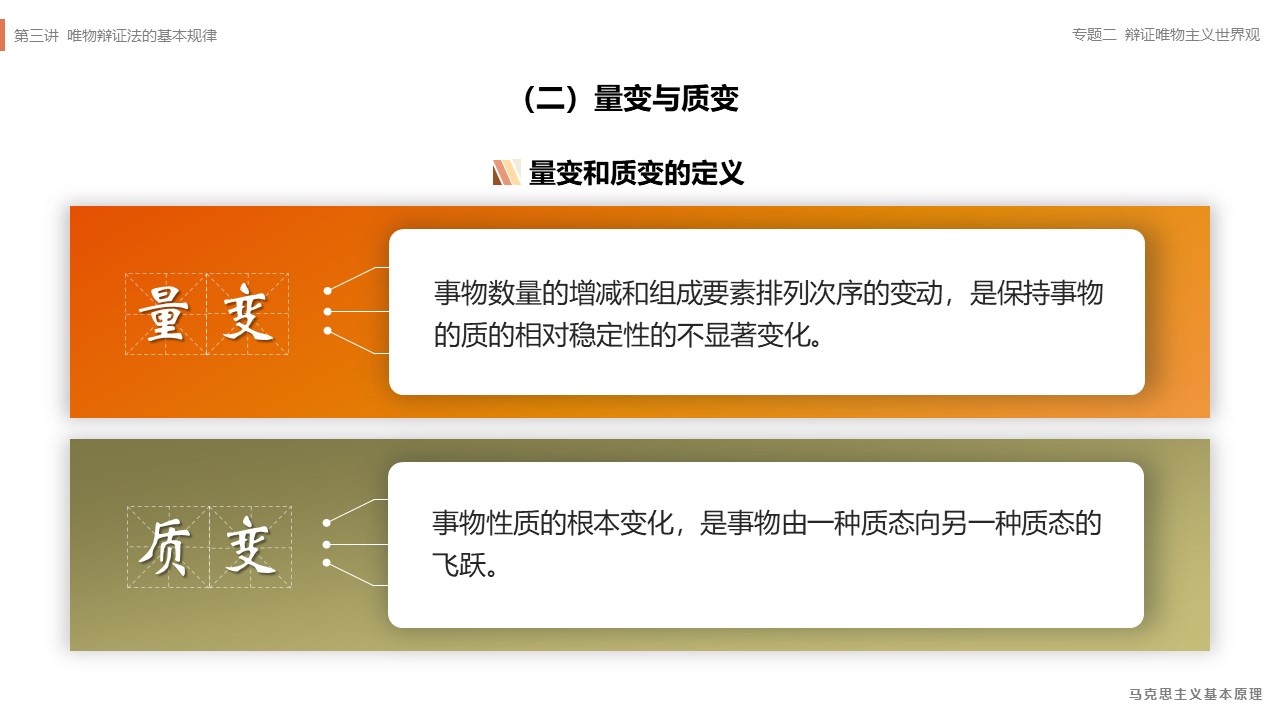 第三讲 唯物辩证法的基本规律
专题二 辩证唯物主义世界观
（二）量变与质变
量变和质变的定义
量变
事物数量的增减和组成要素排列次序的变动，是保持事物
的质的相对稳定性的不显著变化。
质变
事物性质的根本变化，是事物由一种质态向另一种质态的
飞跃。
马克思主义基本原理